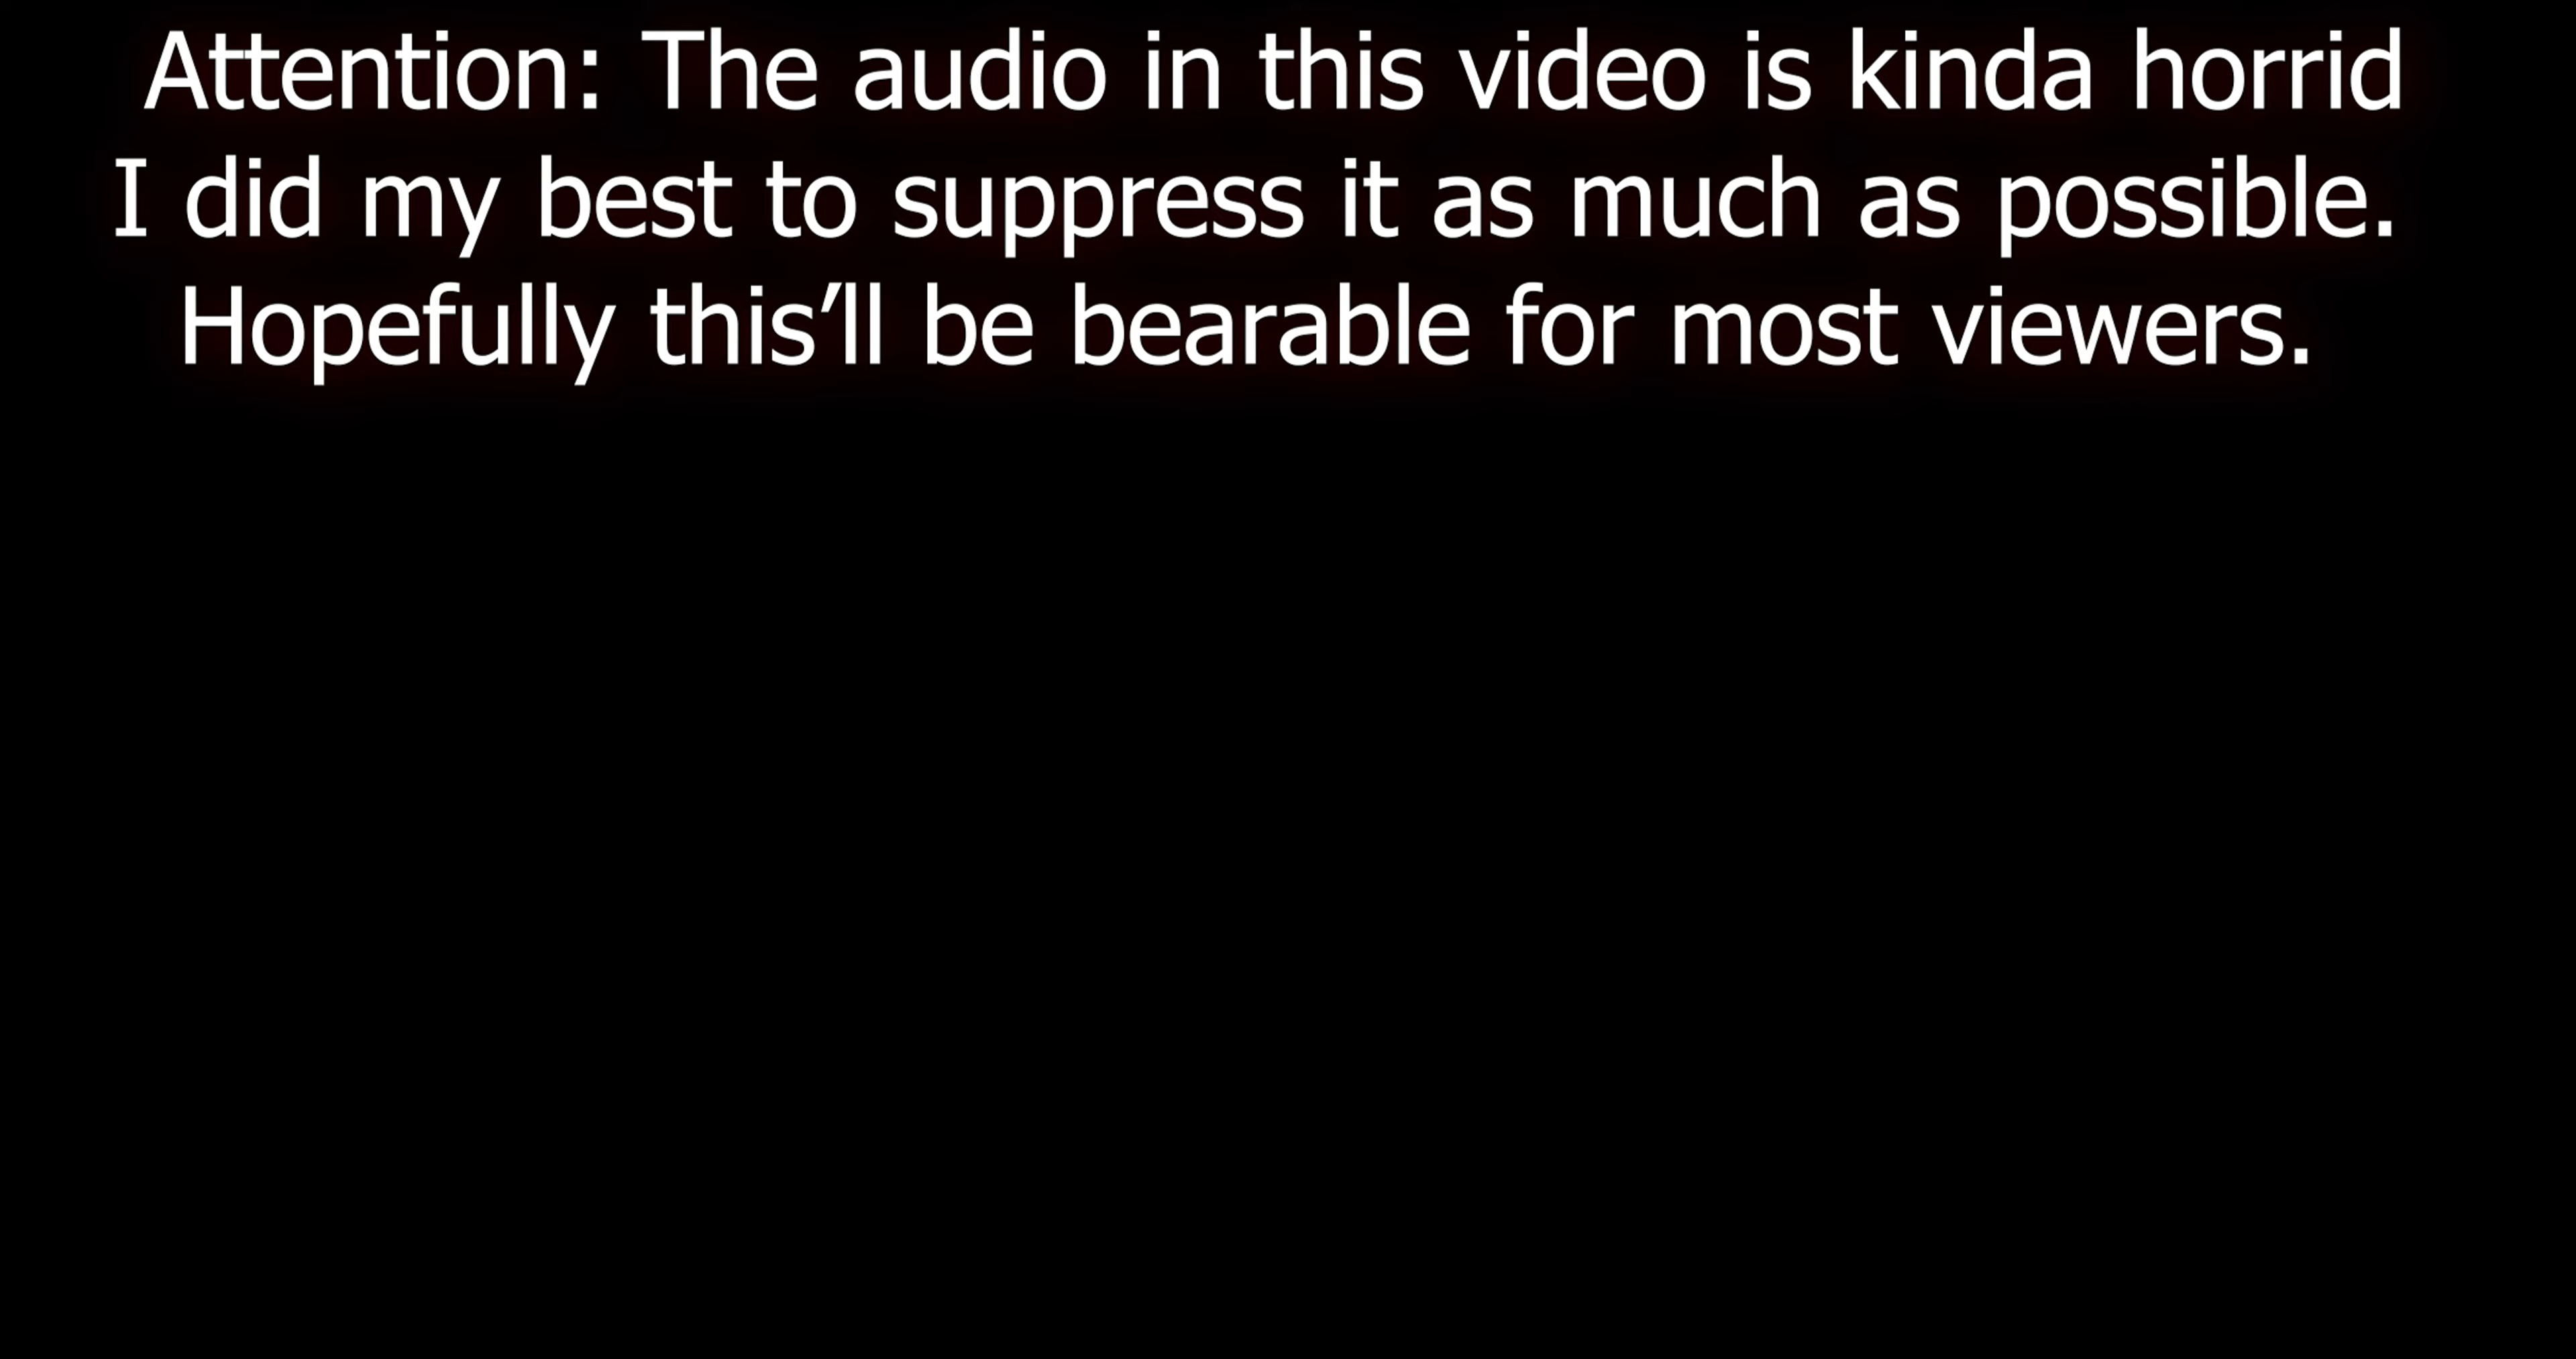 Attention: The audio in this video is kinda horrid
I did my best to suppress it as much as possible.
Hopefully this’ll be bearable for most viewers.